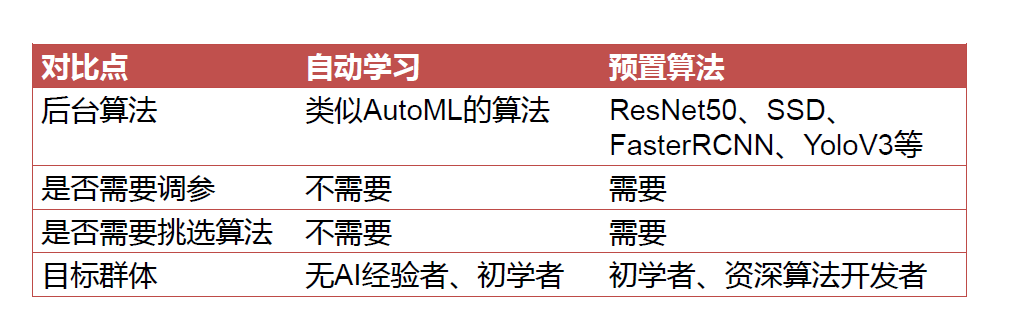 对比点 自动学习 预置算法
后台算法 类似AutoML的算法 ResNet50、SSD、
FasterRCNN、YoloV3等
是否需要调参 不需要 需要
是否需要挑选算法 不需要 需要
目标群体 无AI经验者、初学者 初学者、资深算法开发者